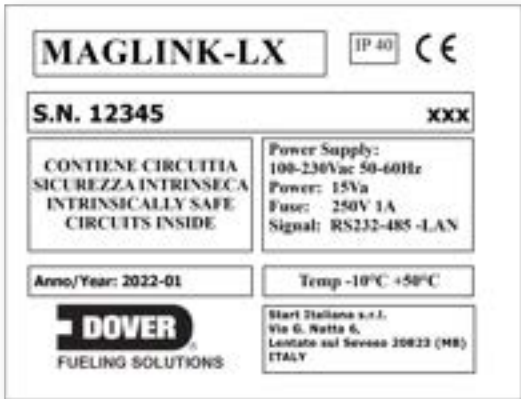 MAGLINK-LX
IP 40
CE
S.N. 12345
xxx
CONTIENE CIRCUITIA
SICUREZZA INTRINSECA
INTRINSICALLY SAFE
CIRCUITS INSIDE
Power Supply:
100-230Vac 50-60Hz
Power: 15Va
Fuse: 250V 1A
Signal: RS232-485 -LAN
Anno/Year: 2022-01
Temp -10°C +50°C
DOVER
FUELING SOLUTIONS
Start Italiana s.r.l.
Via G. Natta 6,
Lentate sul Seveso 20823 (MB)
ITALY